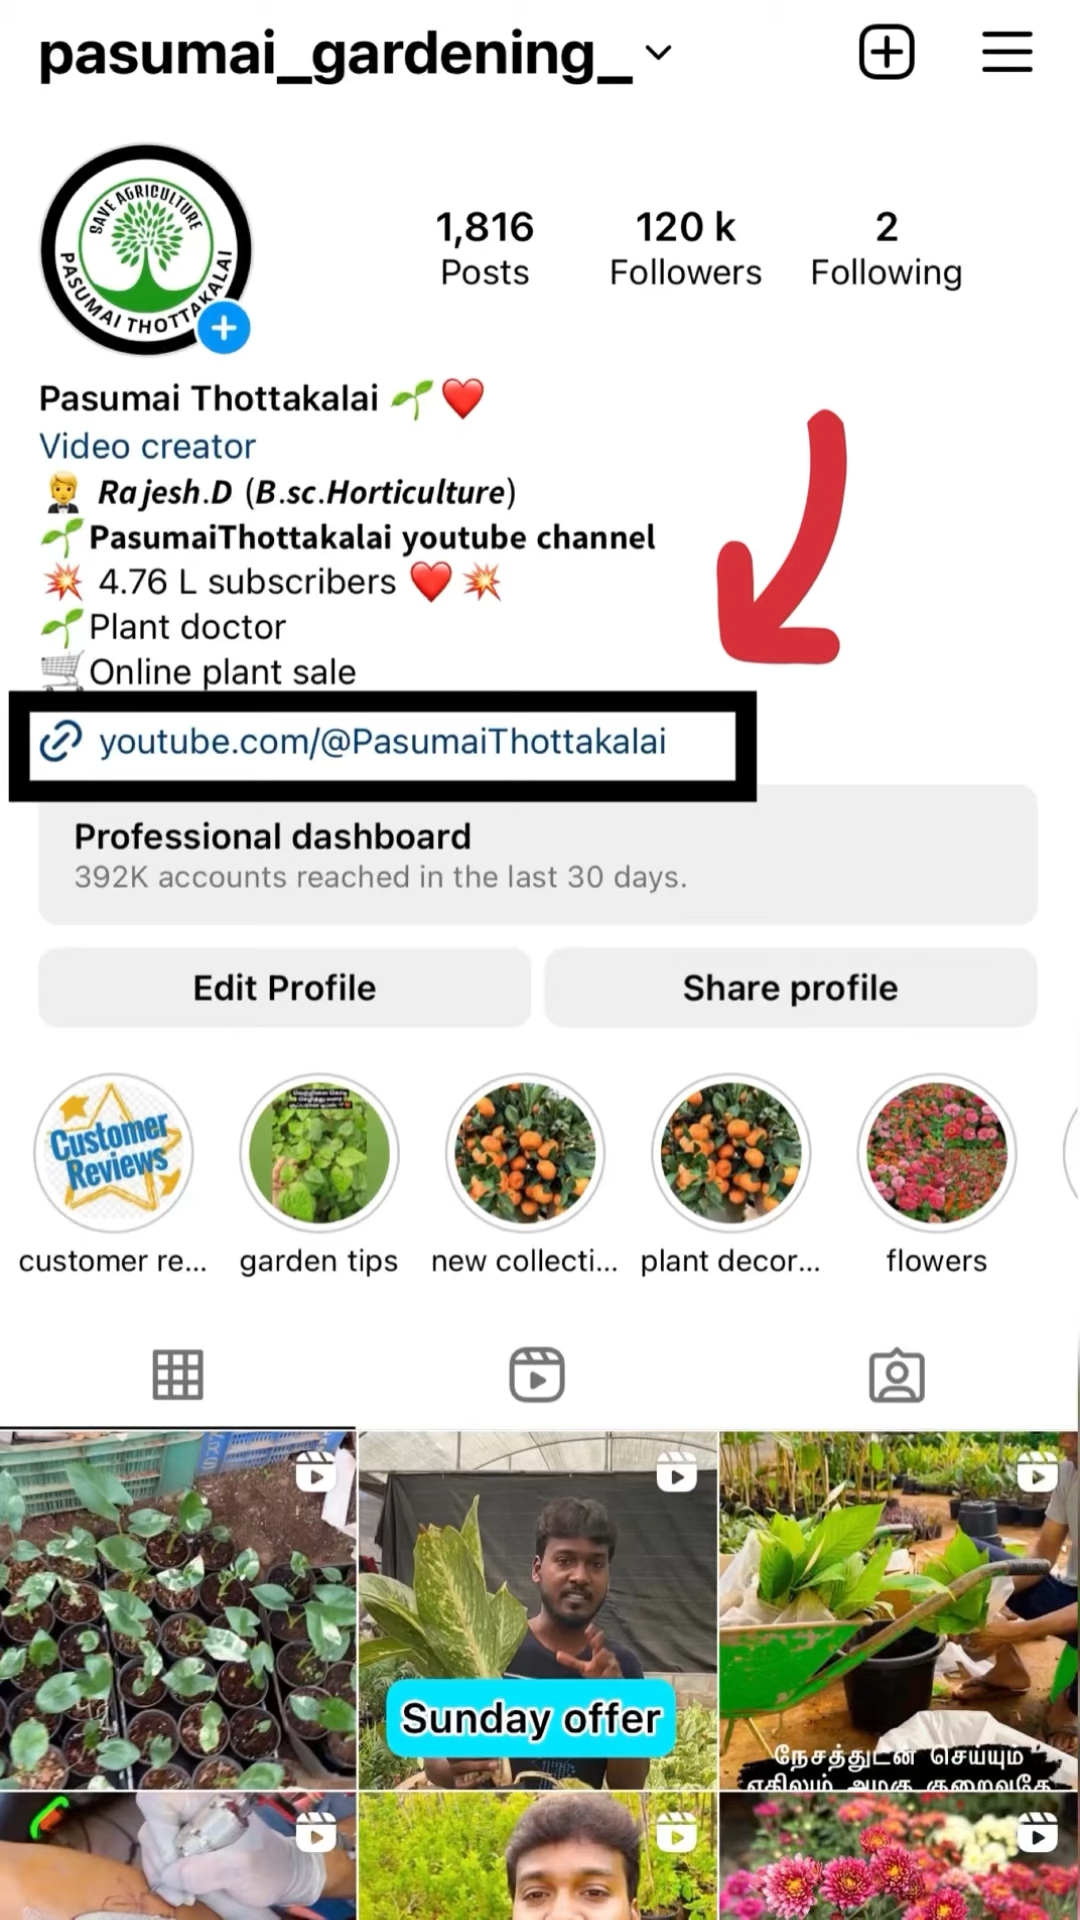 pasumai_gardening_
SAVE AGRICULTURE
PASUMAI THOTTAKALAI
1,816
Posts
120 k
Followers
2
Following
Pasumai Thottakalai 🌱❤️
Video creator
🤵 Rajesh.D (B.sc.Horticulture)
🌱PasumaiThottakalai youtube channel
💥 4.76 L subscribers ❤️💥
🌱Plant doctor
🛒Online plant sale
youtube.com/@PasumaiThottakalai
Professional dashboard
392K accounts reached in the last 30 days.
Edit Profile
Share profile
Customer
Reviews
customer re...
garden tips
new collecti...
plant decor...
flowers
Sunday offer
நேசத்துடன் செய்யும்
எதிலும் அழகு குறைவதே